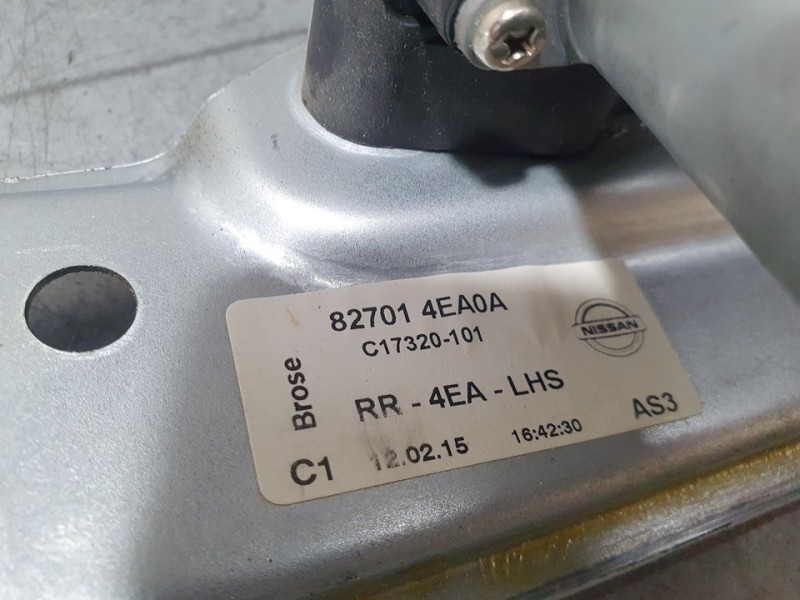 82701 4EA0A
NISSAN
C17320-101
Brose
RR - 4EA - LHS
AS3
C1 12.02.15 16:42:30